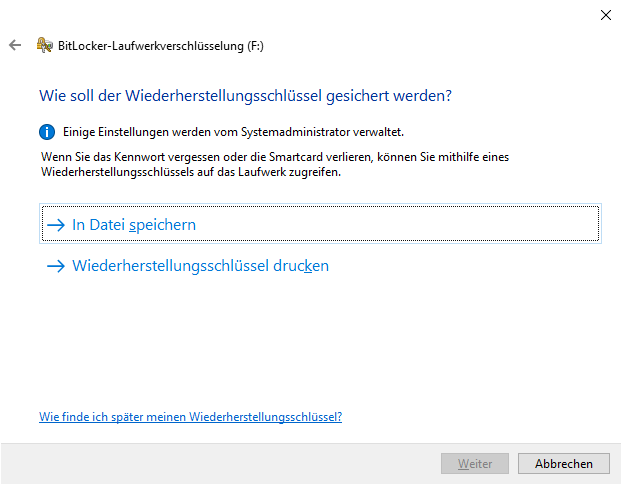 BitLocker-Laufwerkverschlüsselung (F:)
Wie soll der Wiederherstellungsschlüssel gesichert werden?
Einige Einstellungen werden vom Systemadministrator verwaltet.
Wenn Sie das Kennwort vergessen oder die Smartcard verlieren, können Sie mithilfe eines
Wiederherstellungsschlüssels auf das Laufwerk zugreifen.
In Datei speichern
Wiederherstellungsschlüssel drucken
Wie finde ich später meinen Wiederherstellungsschlüssel?
Weiter
Abbrechen